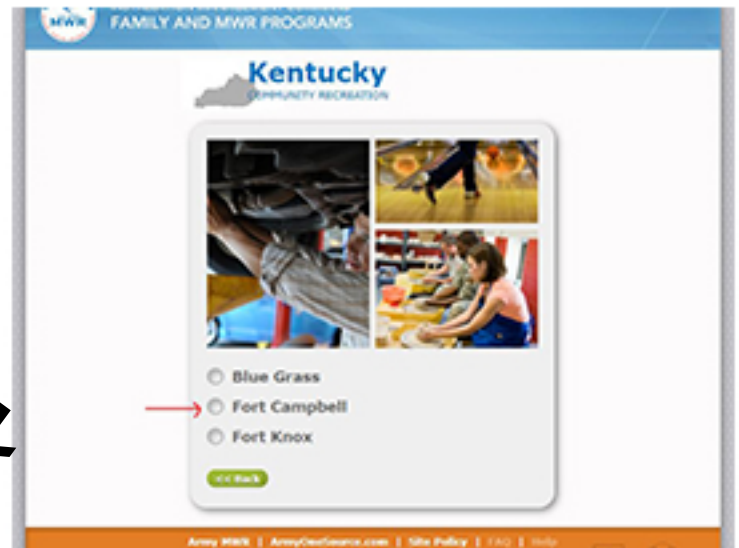 MWR
FAMILY AND MWR PROGRAMS
Kentucky
COMMUNITY RECREATION
Blue Grass
Fort Campbell
Fort Knox
<< Back
Army MWR | ArmyOneSource.com | Site Policy | FAQ | Help